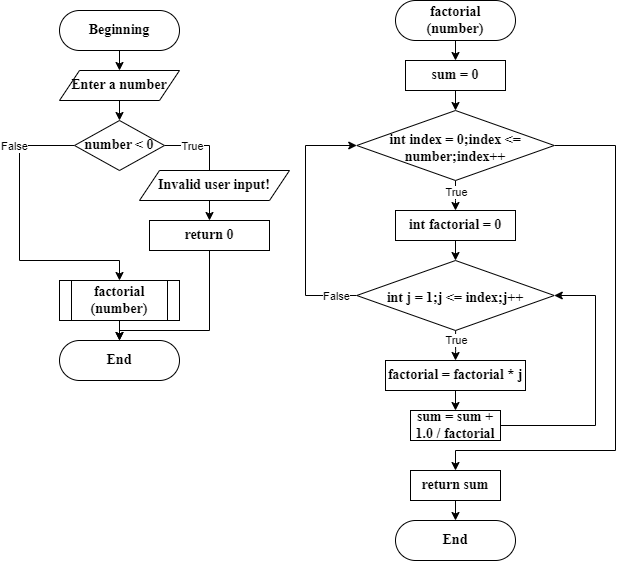 Beginning
Enter a number
number < 0
False
True
Invalid user input!
return 0
factorial
(number)
End
factorial
(number)
sum = 0
int index = 0;index <=
number;index++
True
int factorial = 0
int j = 1;j <= index;j++
False
True
factorial = factorial * j
sum = sum +
1.0 / factorial
return sum
End